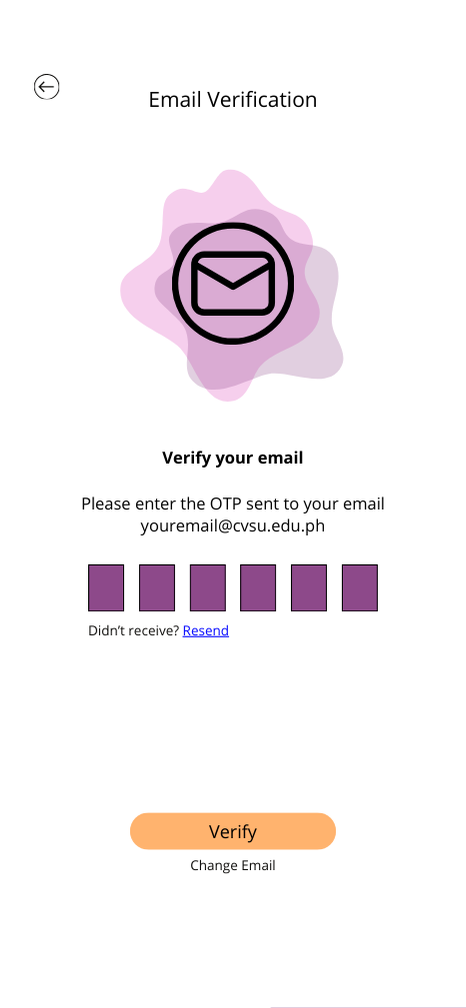 Email Verification
Verify your email
Please enter the OTP sent to your email
youremail@cvsu.edu.ph
Didn’t receive? Resend
Verify
Change Email